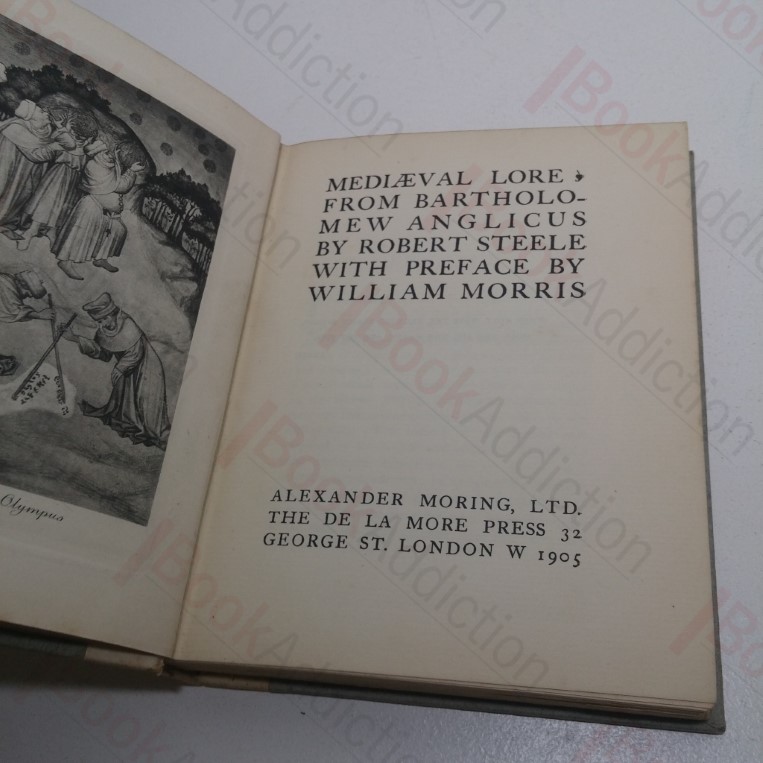 Olympus
MEDIÆVAL LORE
FROM BARTHOLO-
MEW ANGLICUS
BY ROBERT STEELE
WITH PREFACE BY
WILLIAM MORRIS
ALEXANDER MORING, LTD.
THE DE LA MORE PRESS 32
GEORGE ST. LONDON W 1905
BookAddiction